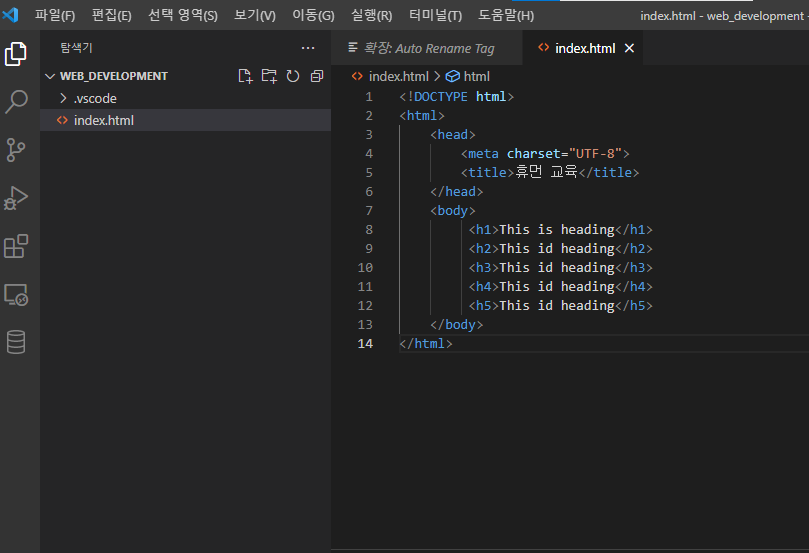 파일(F) 편집(E) 선택 영역(S) 보기(V) 이동(G) 실행(R) 터미널(T) 도움말(H) index.html - web_development -
탐색기 ...
확장: Auto Rename Tag
index.html
WEB_DEVELOPMENT
.vscode
index.html
index.html > html
1 <!DOCTYPE html>
2 <html>
3 <head>
4 <meta charset="UTF-8">
5 <title>휴먼 교육</title>
6 </head>
7 <body>
8 <h1>This is heading</h1>
9 <h2>This id heading</h2>
10 <h3>This id heading</h3>
11 <h4>This id heading</h4>
12 <h5>This id heading</h5>
13 </body>
14 </html>